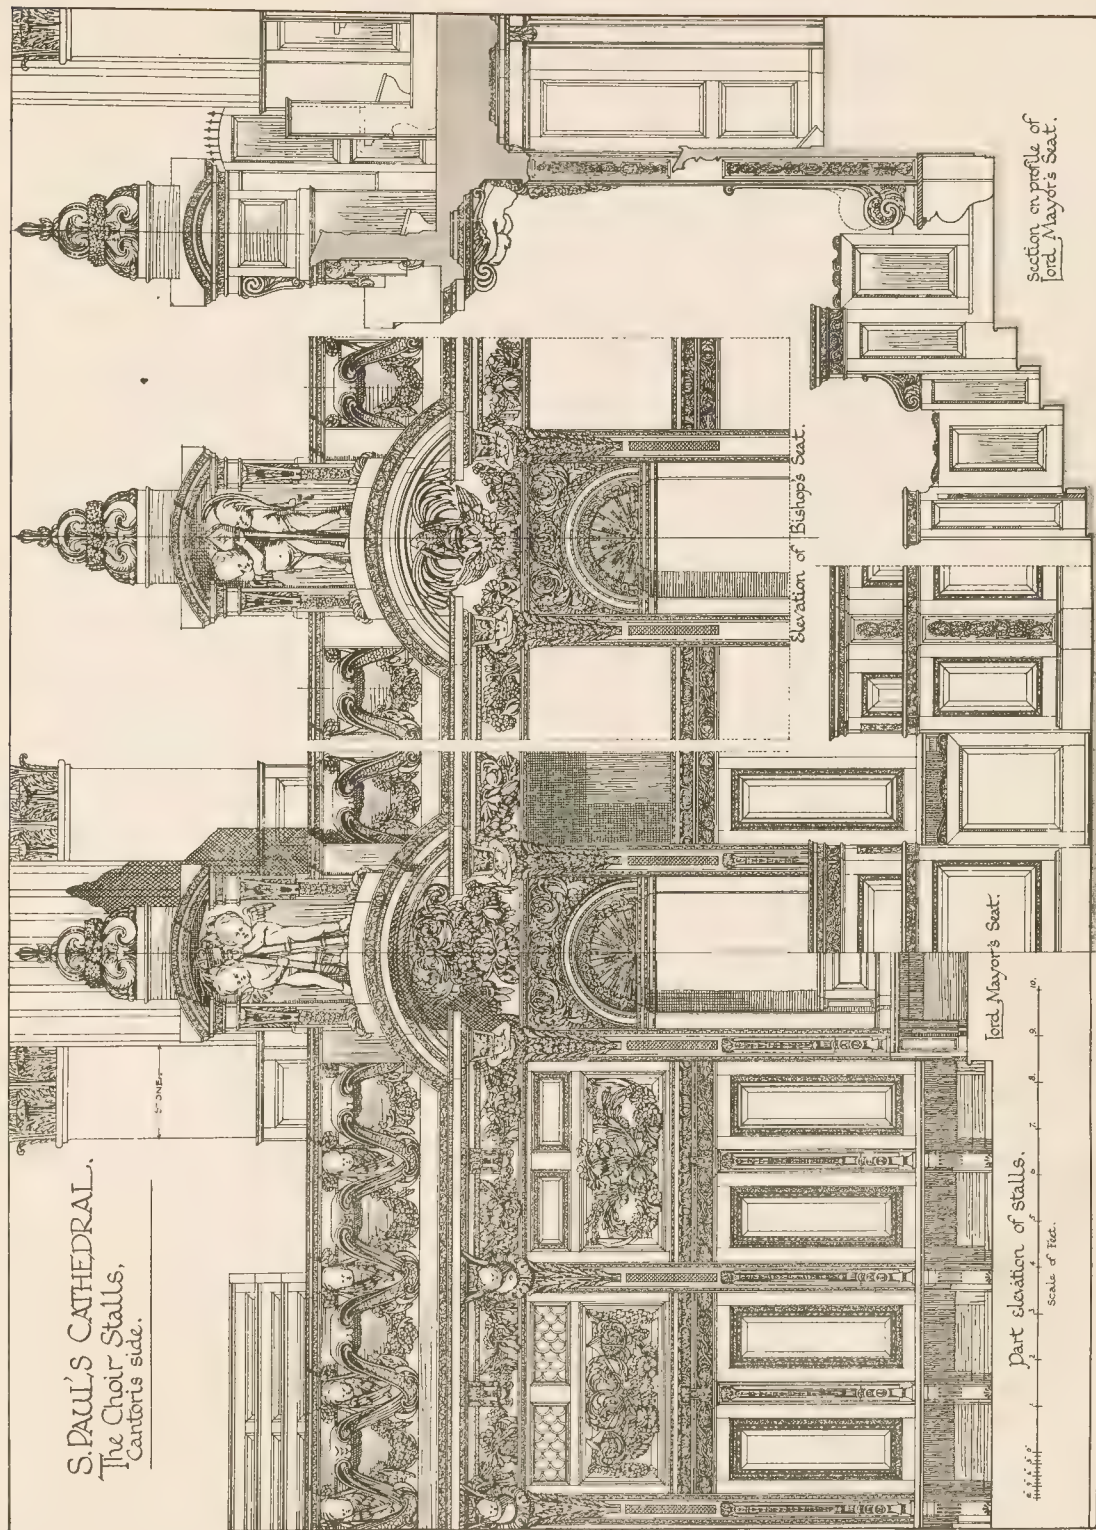 S. PAUL'S CATHEDRAL.
The Choir Stalls,
Cantoris side.
STONE.
Elevation of Bishop's Seat.
Section on profile of
Lord Mayor's Seat.
Lord Mayor's Seat.
Part Elevation of Stalls.
1. 2. 3. 4. 5. 6. 7. 8. 9. 10.
Scale of Feet.